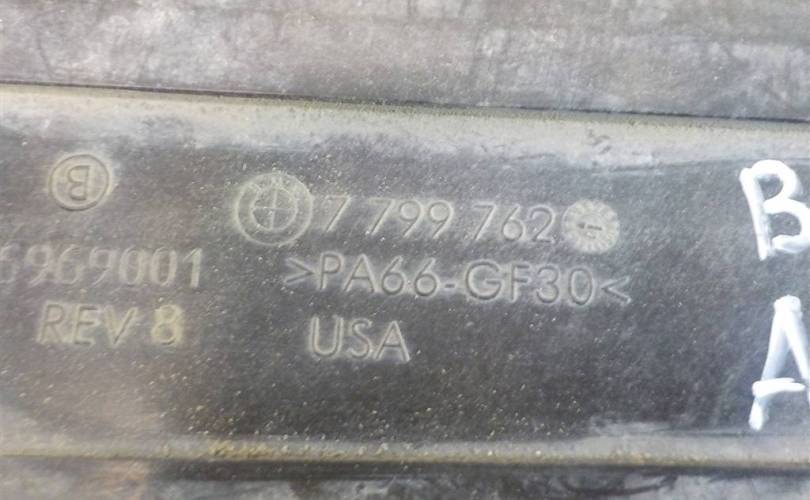 B
7 799 762
6969001
>PA66-GF30<
REV 8
USA
B
A